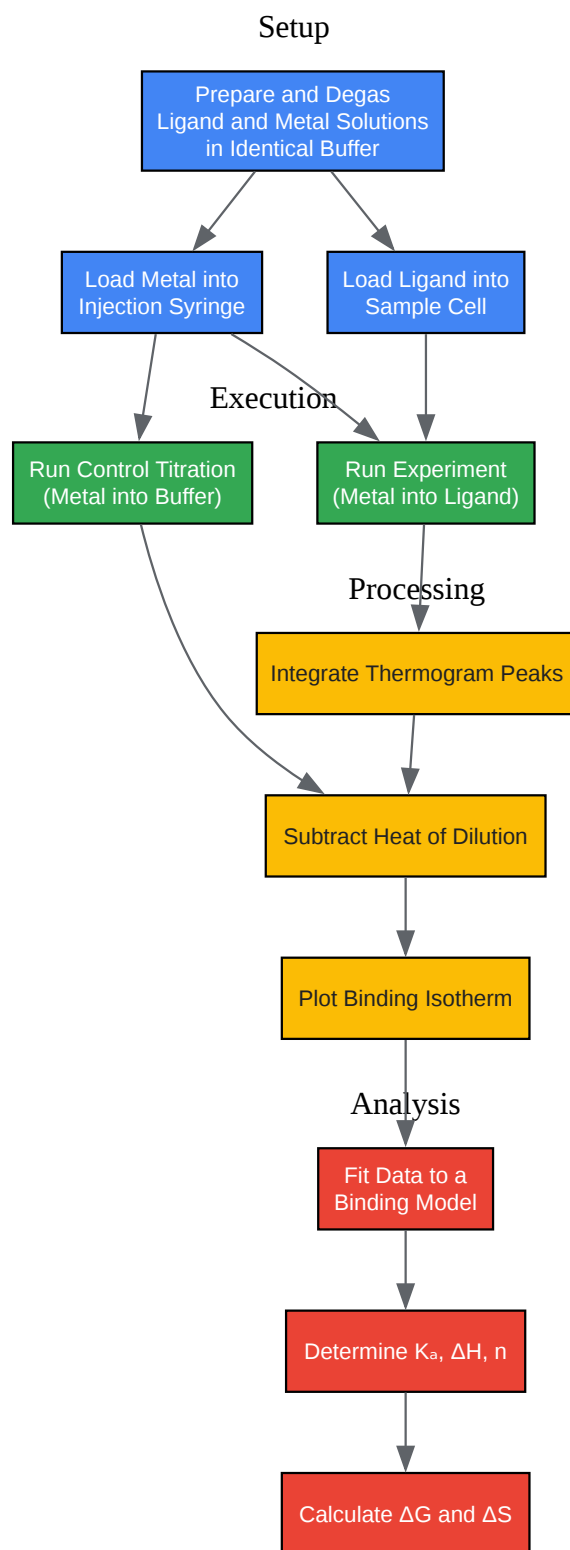 Setup
Prepare and Degas
Ligand and Metal Solutions
in Identical Buffer
Load Metal into
Injection Syringe
Load Ligand into
Sample Cell
Execution
Run Control Titration
(Metal into Buffer)
Run Experiment
(Metal into Ligand)
Processing
Integrate Thermogram Peaks
Subtract Heat of Dilution
Plot Binding Isotherm
Analysis
Fit Data to a
Binding Model
Determine Kₐ, ΔH, n
Calculate ΔG and ΔS